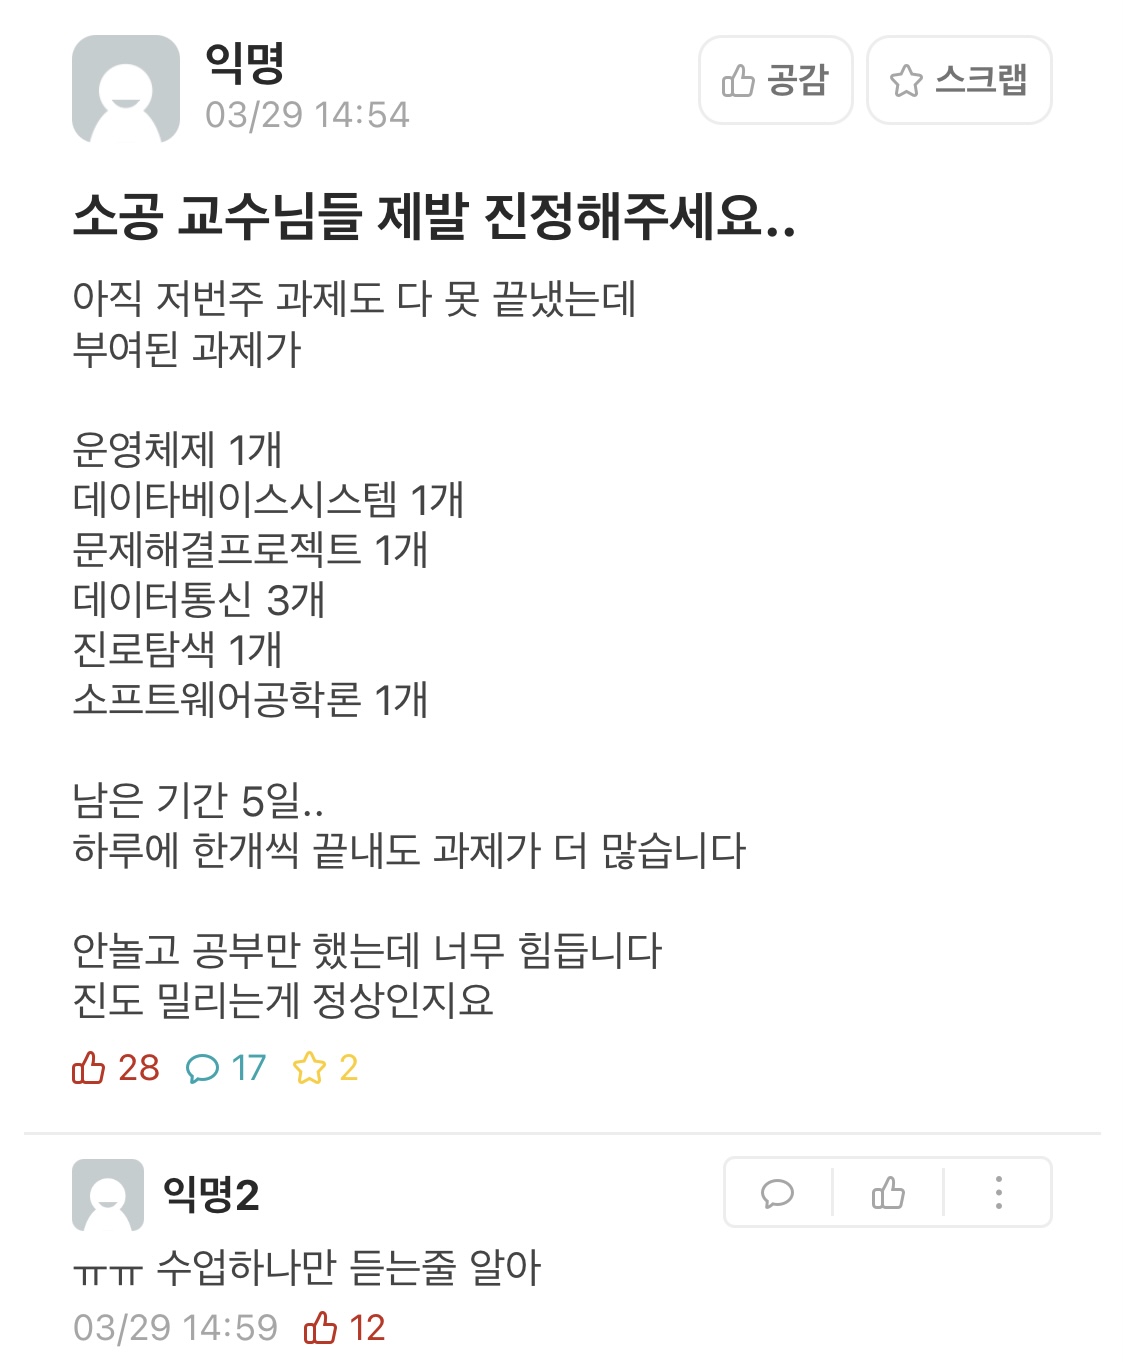 익명
03/29 14:54
공감
스크랩
소공 교수님들 제발 진정해주세요..
아직 저번주 과제도 다 못 끝냈는데
부여된 과제가
운영체제 1개
데이타베이스시스템 1개
문제해결프로젝트 1개
데이터통신 3개
진로탐색 1개
소프트웨어공학론 1개
남은 기간 5일..
하루에 한개씩 끝내도 과제가 더 많습니다
안놀고 공부만 했는데 너무 힘듭니다
진도 밀리는게 정상인지요
28 17 2
익명2
ㅠㅠ 수업하나만 듣는줄 알아
03/29 14:59 12